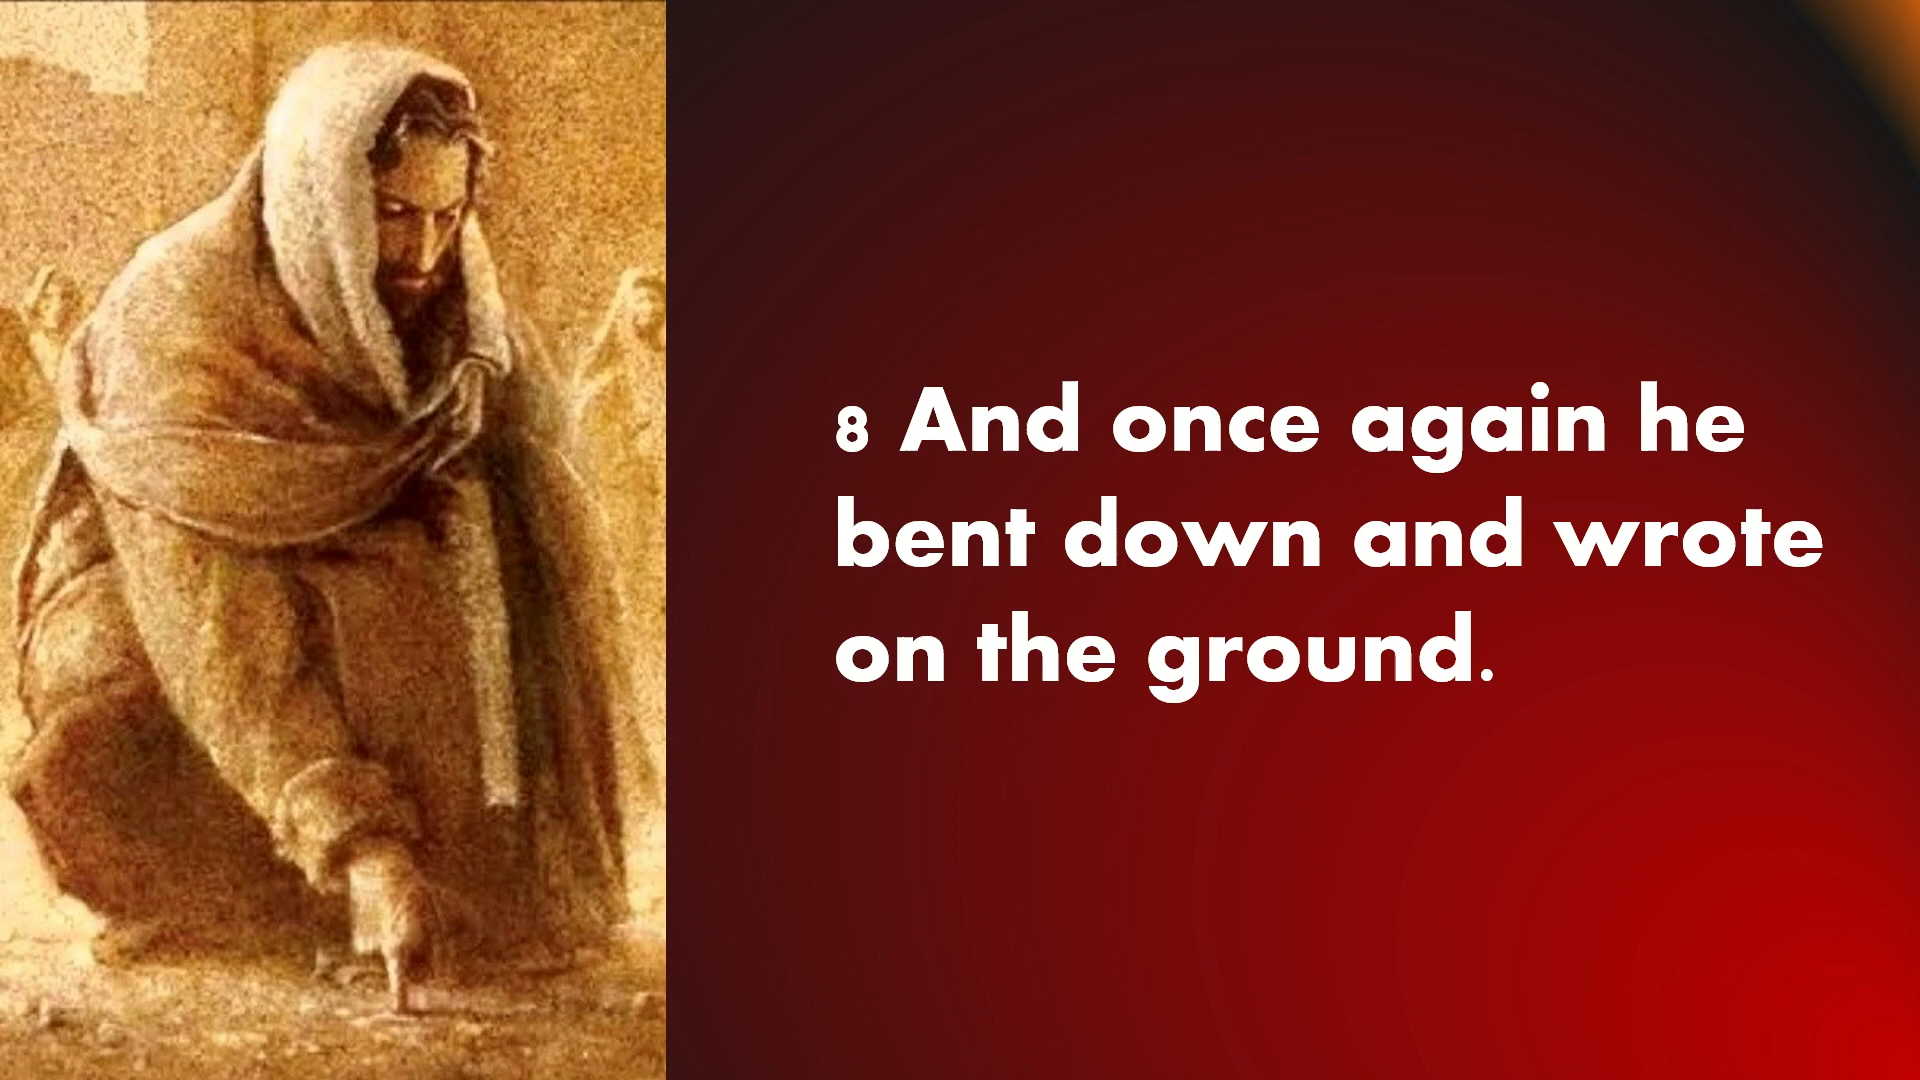 8 And once again he
bent down and wrote
on the ground.